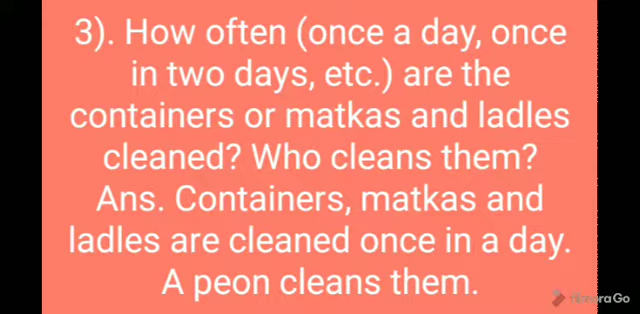 3). How often (once a day, once
in two days, etc.) are the
containers or matkas and ladles
cleaned? Who cleans them?
Ans. Containers, matkas and
ladles are cleaned once in a day.
A peon cleans them.